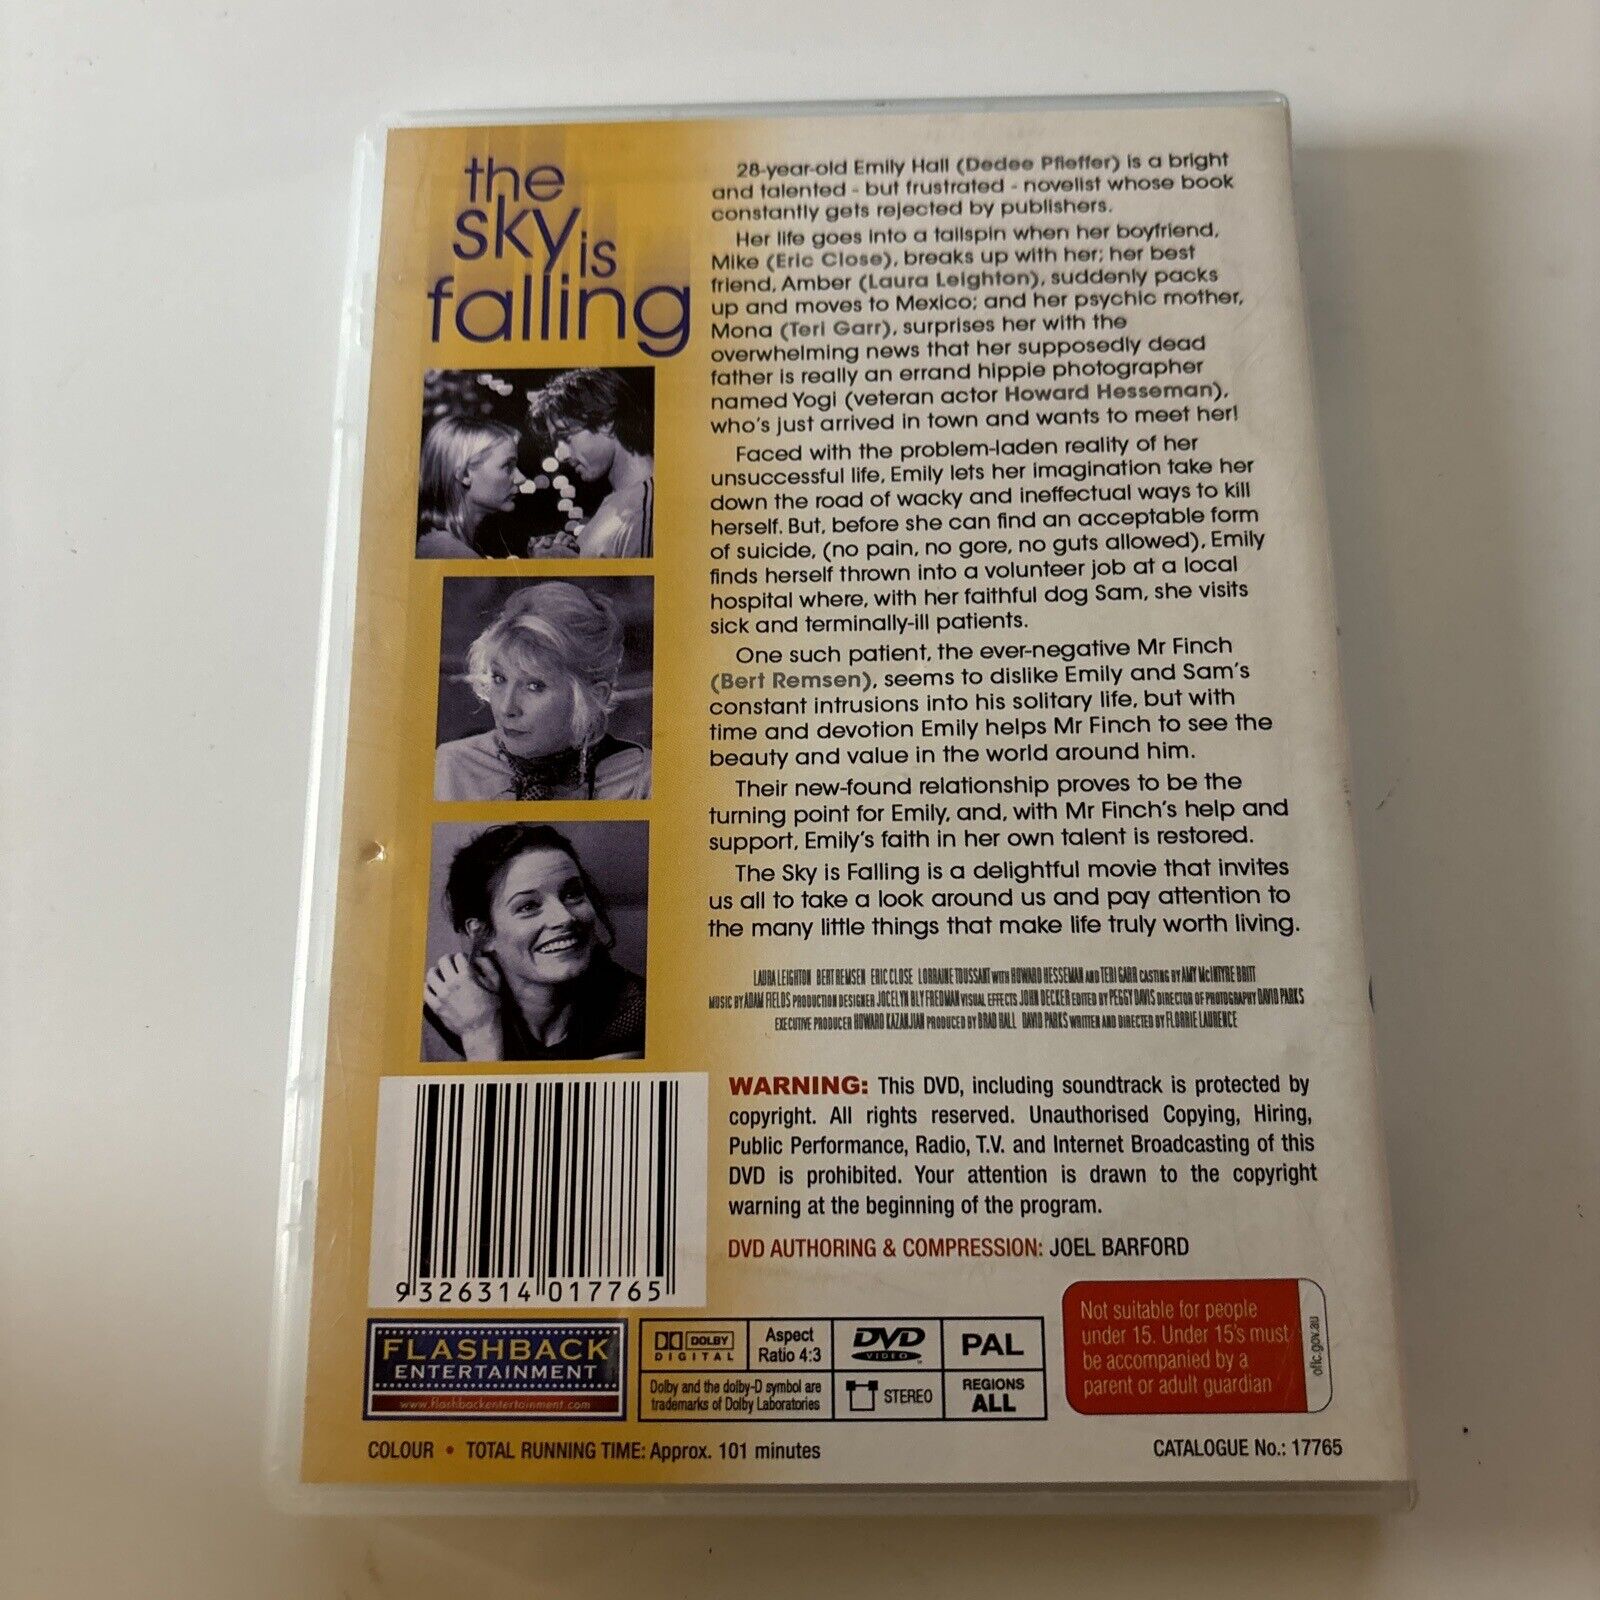 the
sky is
falling
28-year-old Emily Hall (Dedee Pfieffer) is a bright
and talented - but frustrated - novelist whose book
constantly gets rejected by publishers.
Her life goes into a tailspin when her boyfriend,
Mike (Eric Close), breaks up with her; her best
friend, Amber (Laura Leighton), suddenly packs
up and moves to Mexico; and her psychic mother,
Mona (Teri Garr), surprises her with the
overwhelming news that her supposedly dead
father is really an errand hippie photographer
named Yogi (veteran actor Howard Hesseman),
who's just arrived in town and wants to meet her!
Faced with the problem-laden reality of her
unsuccessful life, Emily lets her imagination take her
down the road of wacky and ineffectual ways to kill
herself. But, before she can find an acceptable form
of suicide, (no pain, no gore, no guts allowed), Emily
finds herself thrown into a volunteer job at a local
hospital where, with her faithful dog Sam, she visits
sick and terminally-ill patients.
One such patient, the ever-negative Mr Finch
(Bert Remsen), seems to dislike Emily and Sam's
constant intrusions into his solitary life, but with
time and devotion Emily helps Mr Finch to see the
beauty and value in the world around him.
Their new-found relationship proves to be the
turning point for Emily, and, with Mr Finch's help and
support, Emily's faith in her own talent is restored.
The Sky is Falling is a delightful movie that invites
us all to take a look around us and pay attention to
the many little things that make life truly worth living.
LAURA LEIGHTON BERT REMSEN ERIC CLOSE LORRAINE TOUSSANT WITH HOWARD HESSEMAN AND TERI GARR CASTING BY AMY McINTYRE BRITT
MUSIC BY ADAM FIELDS PRODUCTION DESIGNER JOCELYN BLY FREDMAN VISUAL EFFECTS JOHN DECKER EDITED BY PEGGY DAVIS DIRECTOR OF PHOTOGRAPHY DAVID PARKS
EXECUTIVE PRODUCER HOWARD KAZANJIAN PRODUCED BY BRAD HALL DAVID PARKS WRITTEN AND DIRECTED BY FLORRIE LAURENCE
WARNING: This DVD, including soundtrack is protected by
copyright. All rights reserved. Unauthorised Copying, Hiring,
Public Performance, Radio, T.V. and Internet Broadcasting of this
DVD is prohibited. Your attention is drawn to the copyright
warning at the beginning of the program.
DVD AUTHORING & COMPRESSION: JOEL BARFORD
9 326314 017765
FLASHBACK
ENTERTAINMENT
www.flashbackentertainment.com
DOLBY
DIGITAL
Aspect
Ratio 4:3
DVD
VIDEO
PAL
Dolby and the dolby-D symbol are
trademarks of Dolby Laboratories
STEREO
REGIONS
ALL
Not suitable for people
under 15. Under 15's must
be accompanied by a
parent or adult guardian
oflc.gov.au
COLOUR • TOTAL RUNNING TIME: Approx. 101 minutes
CATALOGUE No.: 17765